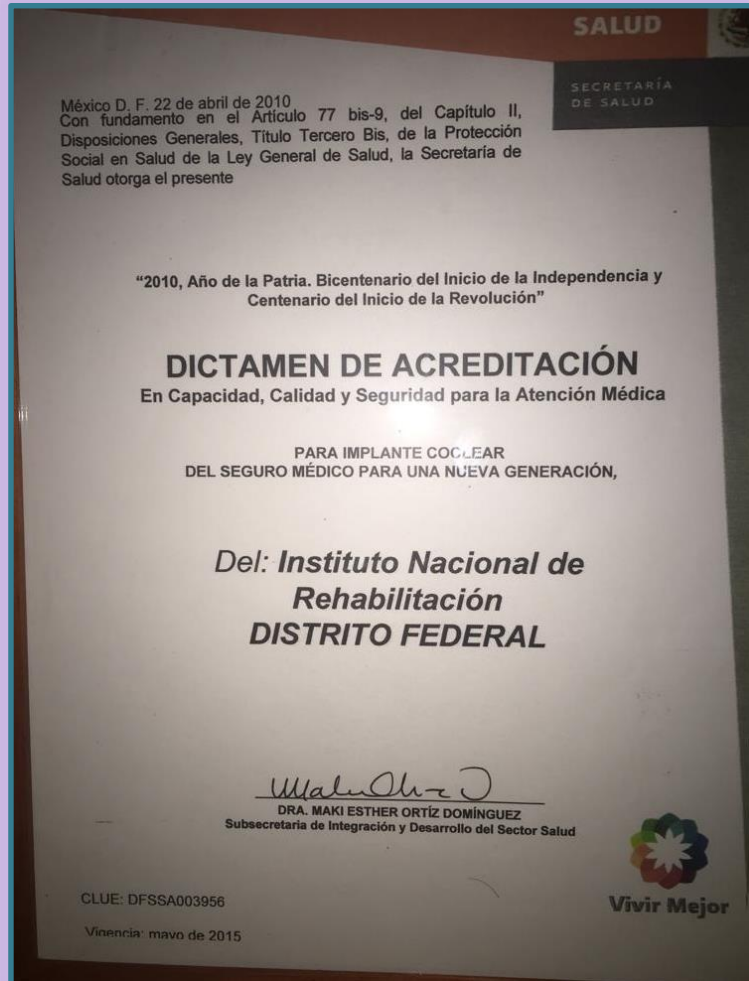 SALUD
SECRETARÍA
DE SALUD
México D. F. 22 de abril de 2010
Con fundamento en el Artículo 77 bis-9, del Capítulo II,
Disposiciones Generales, Título Tercero Bis, de la Protección
Social en Salud de la Ley General de Salud, la Secretaría de
Salud otorga el presente
“2010, Año de la Patria. Bicentenario del Inicio de la Independencia y
Centenario del Inicio de la Revolución”
DICTAMEN DE ACREDITACIÓN
En Capacidad, Calidad y Seguridad para la Atención Médica
PARA IMPLANTE COCLEAR
DEL SEGURO MÉDICO PARA UNA NUEVA GENERACIÓN,
Del: Instituto Nacional de
Rehabilitación
DISTRITO FEDERAL
DRA. MAKI ESTHER ORTÍZ DOMÍNGUEZ
Subsecretaria de Integración y Desarrollo del Sector Salud
Vivir Mejor
CLUE: DFSSA003956
Vigencia: mayo de 2015